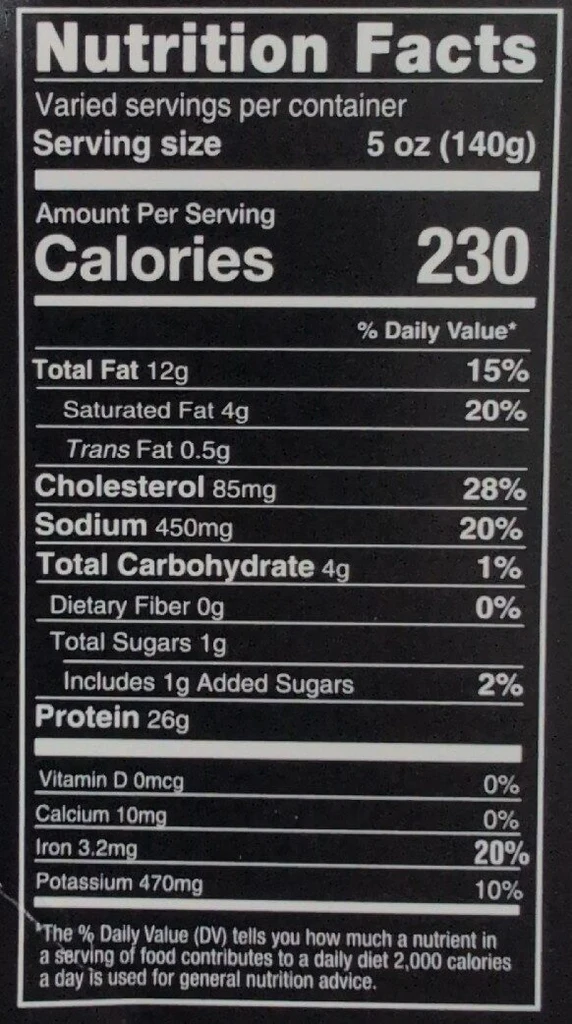 Nutrition Facts
Varied servings per container
Serving size 5 oz (140g)
Amount Per Serving
Calories 230
% Daily Value*
Total Fat 12g 15%
Saturated Fat 4g 20%
Trans Fat 0.5g
Cholesterol 85mg 28%
Sodium 450mg 20%
Total Carbohydrate 4g 1%
Dietary Fiber 0g 0%
Total Sugars 1g
Includes 1g Added Sugars 2%
Protein 26g
Vitamin D 0mcg 0%
Calcium 10mg 0%
Iron 3.2mg 20%
Potassium 470mg 10%
*The % Daily Value (DV) tells you how much a nutrient in
a serving of food contributes to a daily diet 2,000 calories
a day is used for general nutrition advice.